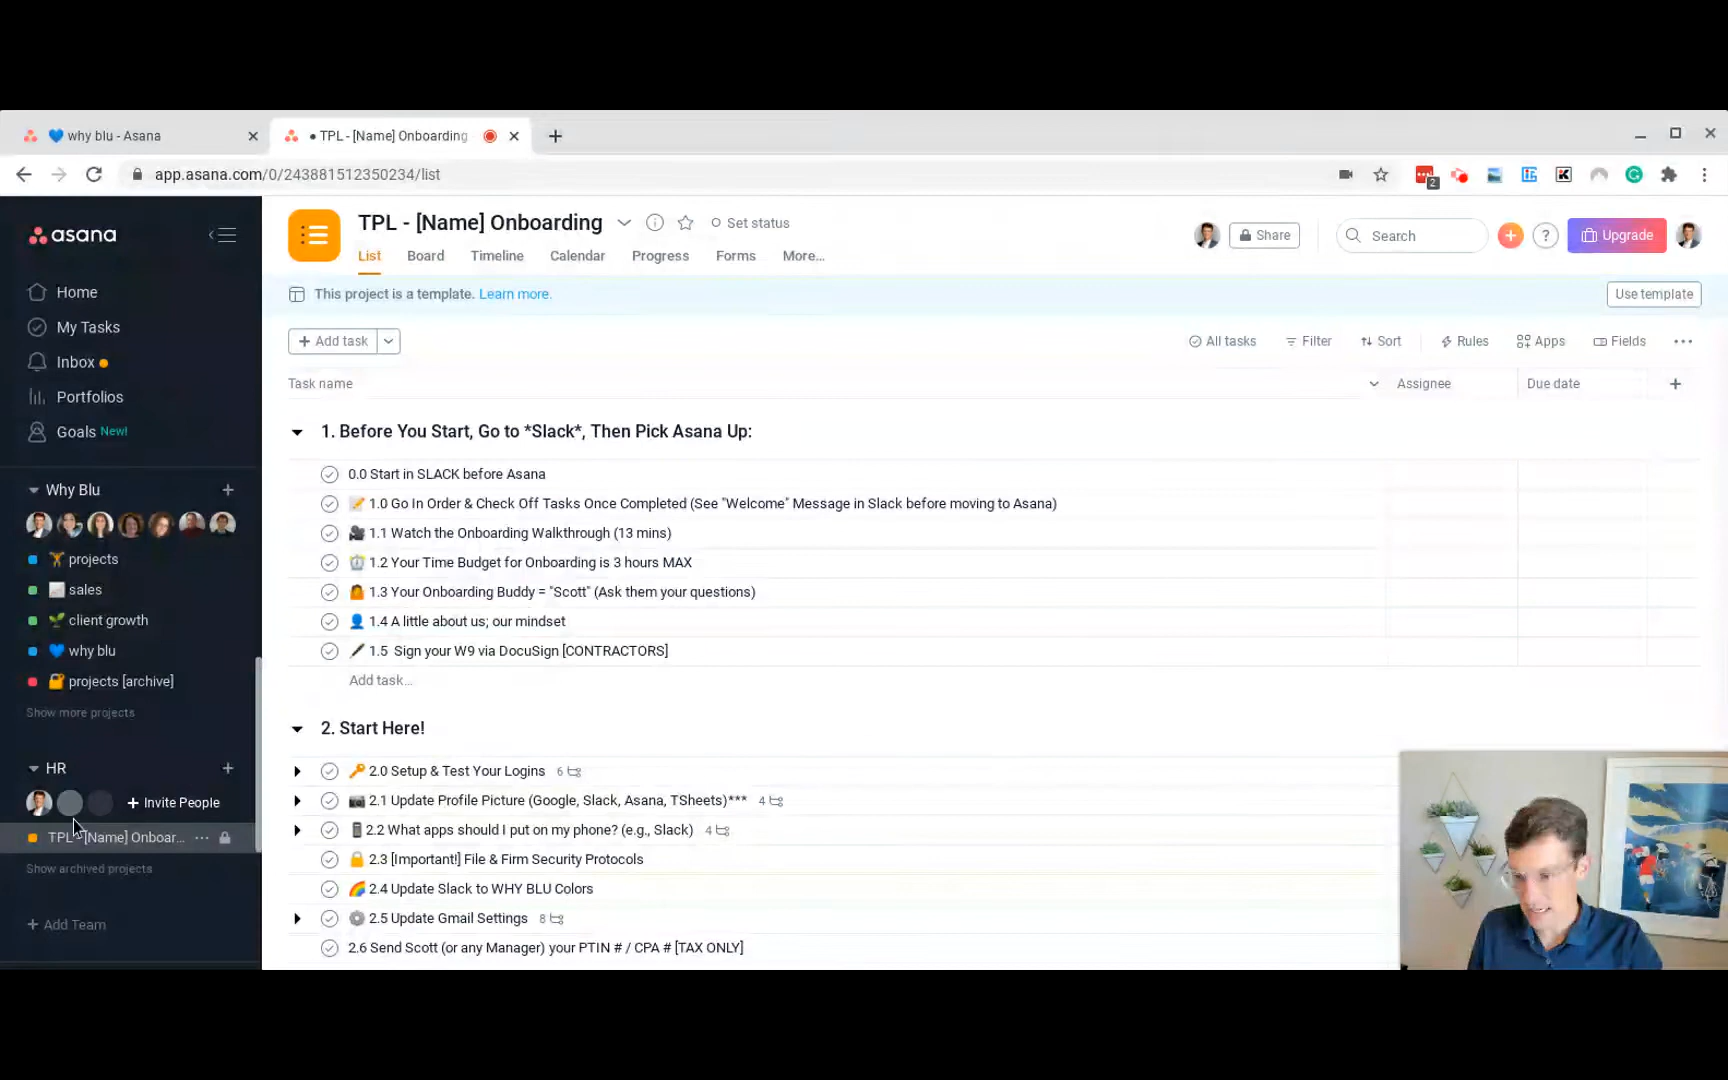 💙 why blu - Asana
• TPL - [Name] Onboarding
app.asana.com/0/243881512350234/list
2
asana
TPL - [Name] Onboarding
Set status
Share
Search
?
Upgrade
List
Board
Timeline
Calendar
Progress
Forms
More...
This project is a template. Learn more.
Use template
Home
My Tasks
Inbox
Portfolios
Goals New!
Why Blu
projects
sales
client growth
why blu
projects [archive]
Show more projects
HR
+ Invite People
TPL - [Name] Onboar...
Show archived projects
+ Add Team
+ Add task
All tasks
Filter
Sort
Rules
Apps
Fields
Task name
Assignee
Due date
1. Before You Start, Go to *Slack*, Then Pick Asana Up:
0.0 Start in SLACK before Asana
📝 1.0 Go In Order & Check Off Tasks Once Completed (See "Welcome" Message in Slack before moving to Asana)
🎥 1.1 Watch the Onboarding Walkthrough (13 mins)
⏰ 1.2 Your Time Budget for Onboarding is 3 hours MAX
🤷 1.3 Your Onboarding Buddy = "Scott" (Ask them your questions)
👤 1.4 A little about us; our mindset
🖋 1.5 Sign your W9 via DocuSign [CONTRACTORS]
Add task...
2. Start Here!
🔑 2.0 Setup & Test Your Logins 6
📷 2.1 Update Profile Picture (Google, Slack, Asana, TSheets)*** 4
📱 2.2 What apps should I put on my phone? (e.g., Slack) 4
🔒 2.3 [Important!] File & Firm Security Protocols
🌈 2.4 Update Slack to WHY BLU Colors
⚙ 2.5 Update Gmail Settings 8
2.6 Send Scott (or any Manager) your PTIN # / CPA # [TAX ONLY]